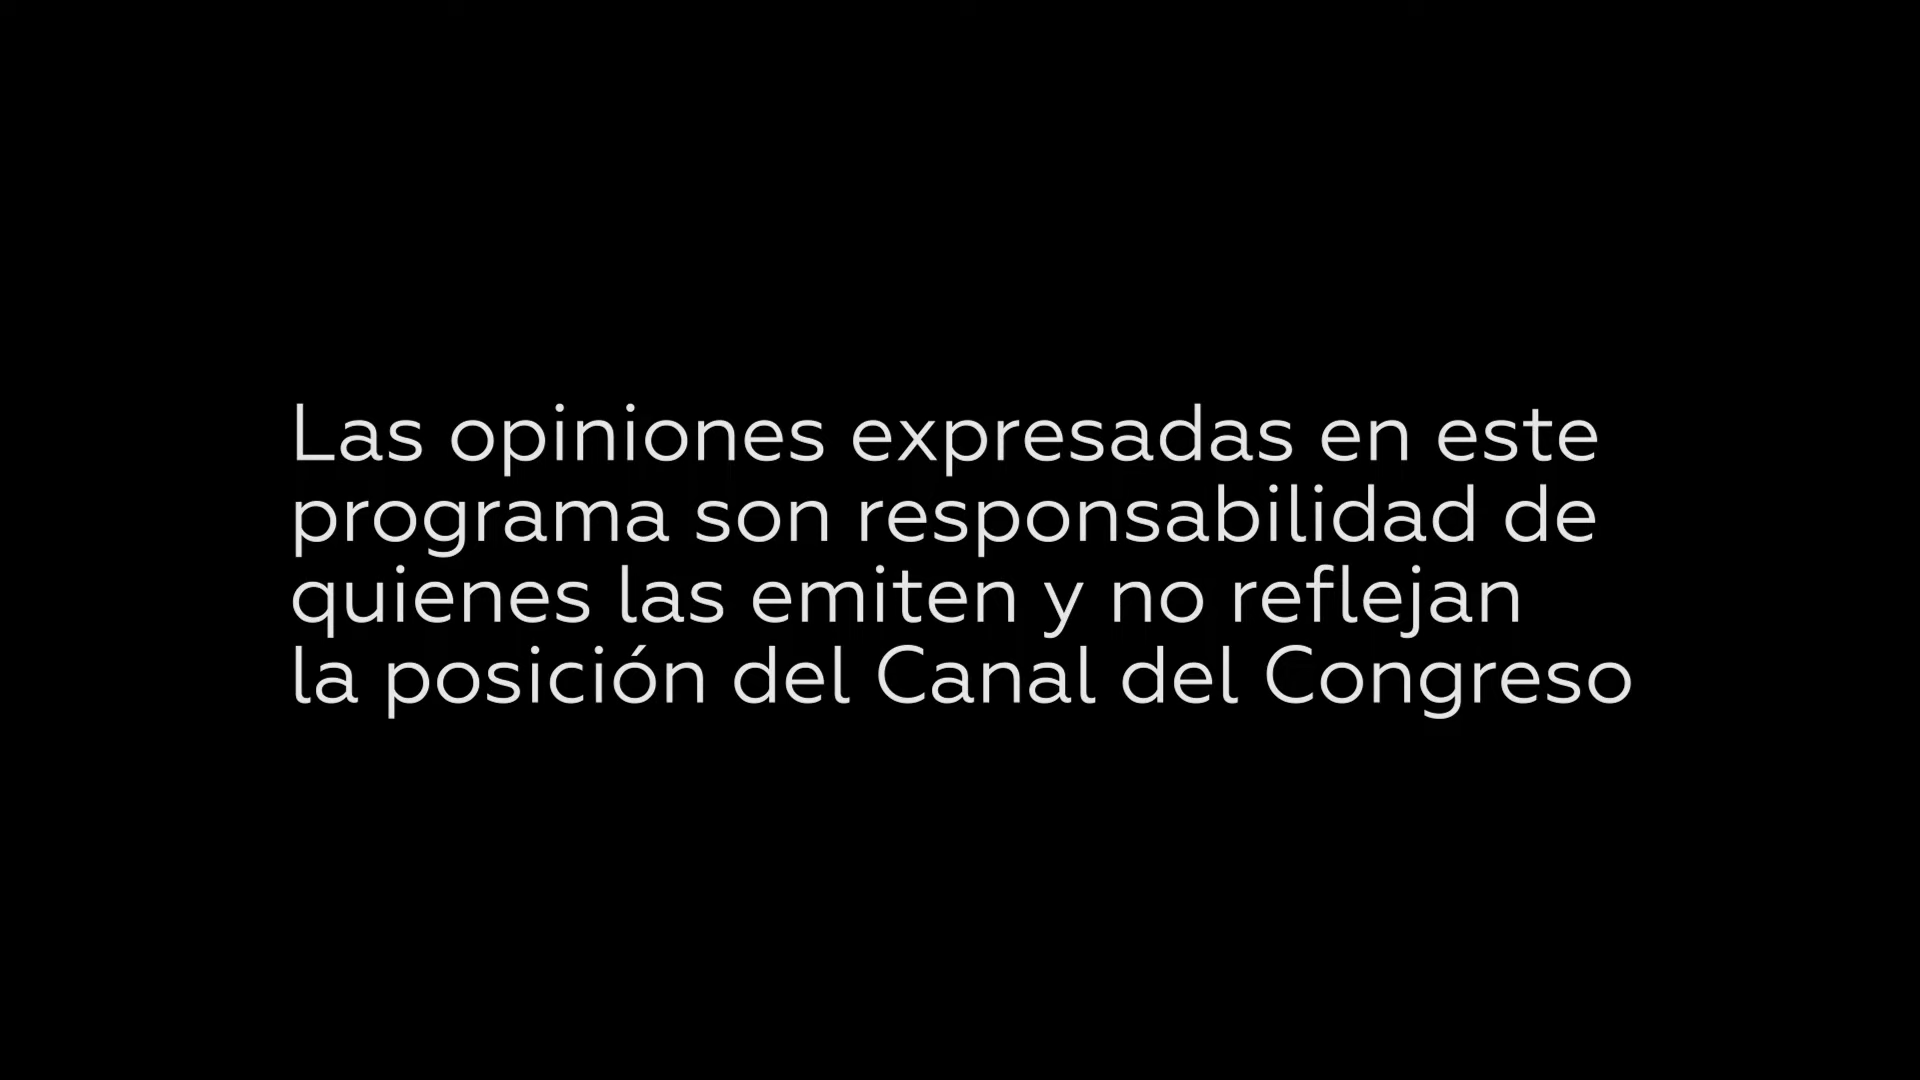 Las opiniones expresadas en este
programa son responsabilidad de
quienes las emiten y no reflejan
la posición del Canal del Congreso